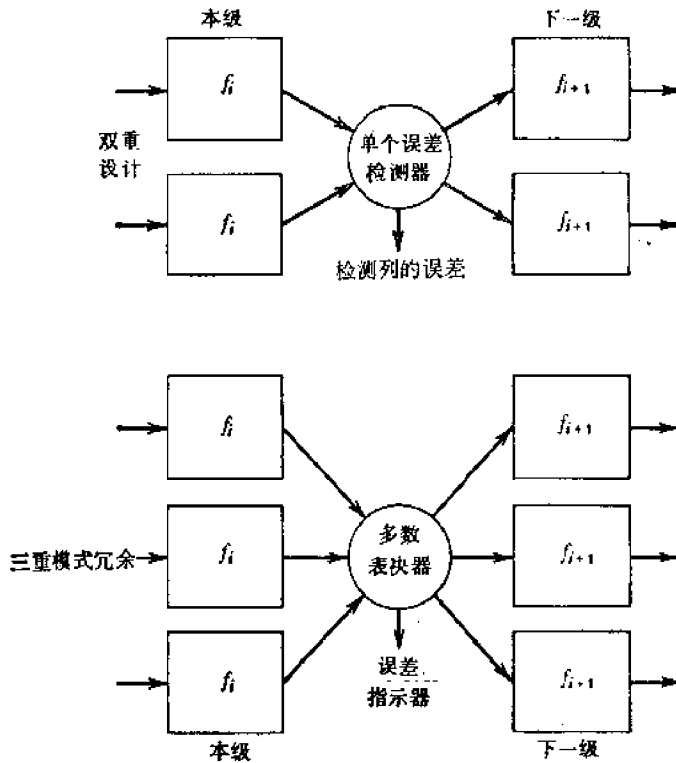 本级
下一级
fi
fi+1
双重
设计
单个误差
检测器
fi
fi+1
检测列的误差
fi
fi+1
三重模式冗余
fi
多数
表决器
fi+1
fi
误差
指示器
fi+1
本级
下一级